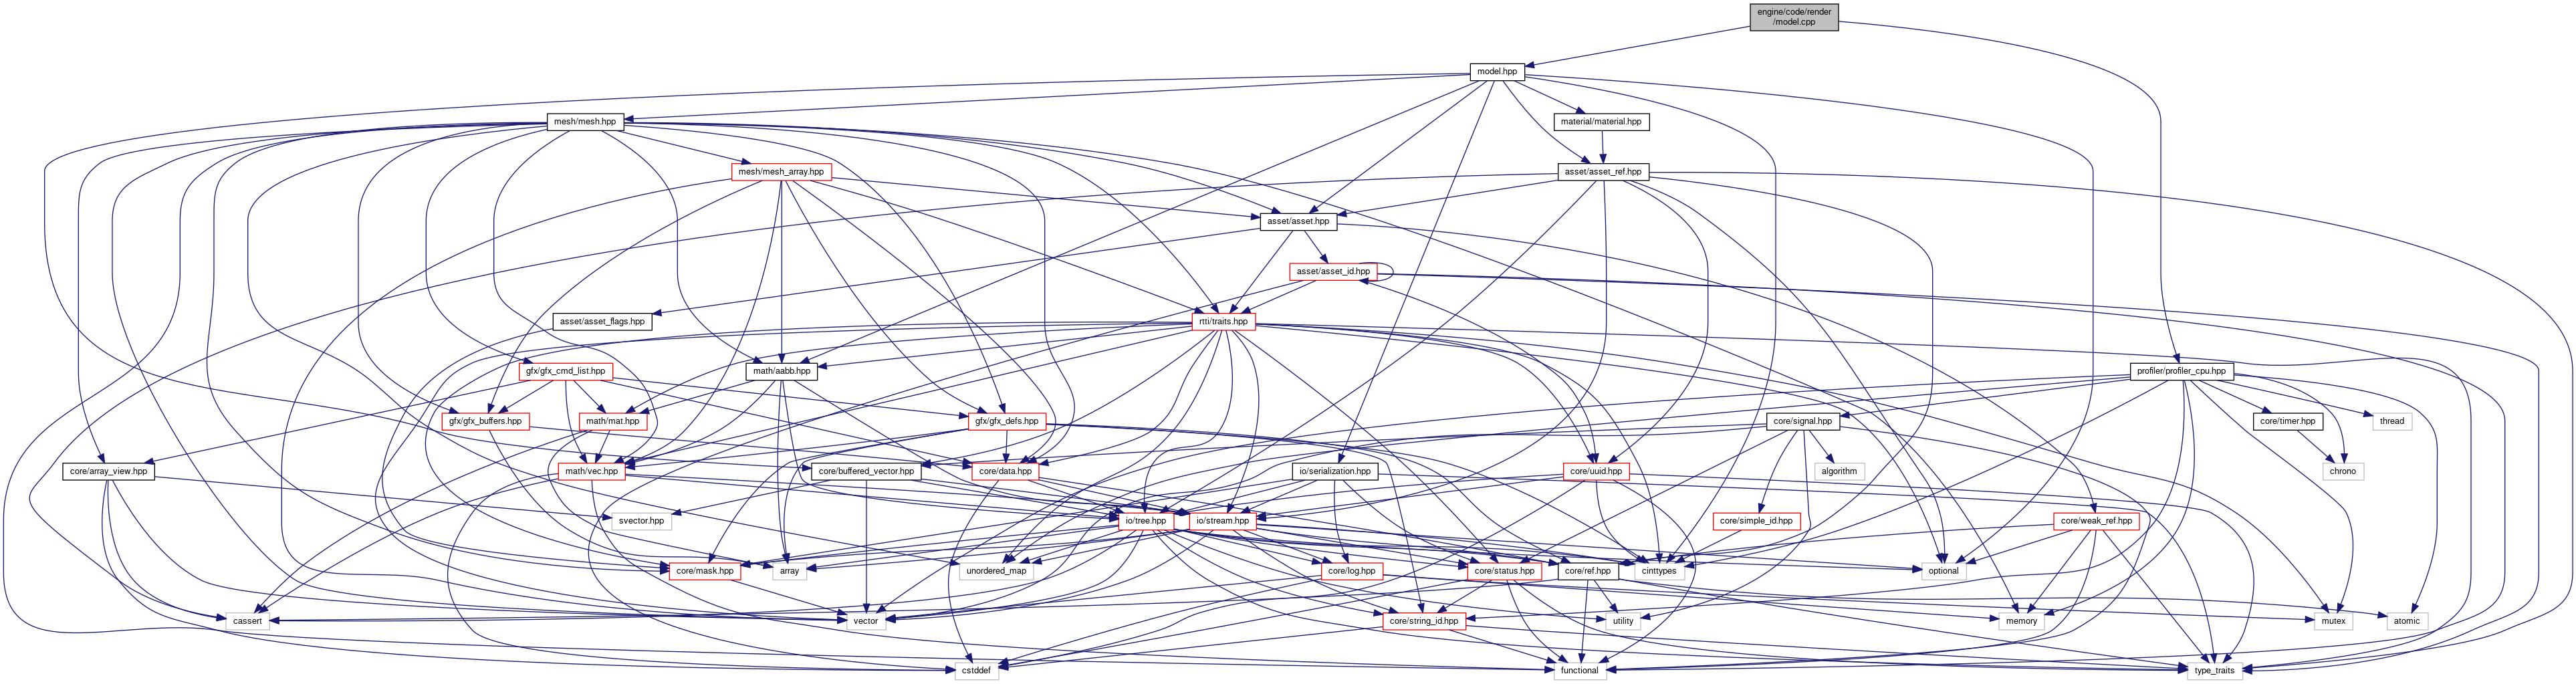 engine/code/render
/model.cpp
model.hpp
mesh/mesh.hpp
material/material.hpp
mesh/mesh_array.hpp
asset/asset_ref.hpp
asset/asset.hpp
asset/asset_id.hpp
asset/asset_flags.hpp
rtti/traits.hpp
gfx/gfx_cmd_list.hpp
math/aabb.hpp
profiler/profiler_cpu.hpp
gfx/gfx_buffers.hpp
math/mat.hpp
gfx/gfx_defs.hpp
core/signal.hpp
core/timer.hpp
thread
core/array_view.hpp
math/vec.hpp
core/buffered_vector.hpp
core/data.hpp
io/serialization.hpp
core/uuid.hpp
algorithm
chrono
svector.hpp
io/tree.hpp
io/stream.hpp
core/simple_id.hpp
core/weak_ref.hpp
core/mask.hpp
array
unordered_map
core/log.hpp
core/status.hpp
core/ref.hpp
cinttypes
optional
cassert
vector
core/string_id.hpp
utility
memory
mutex
atomic
cstddef
functional
type_traits